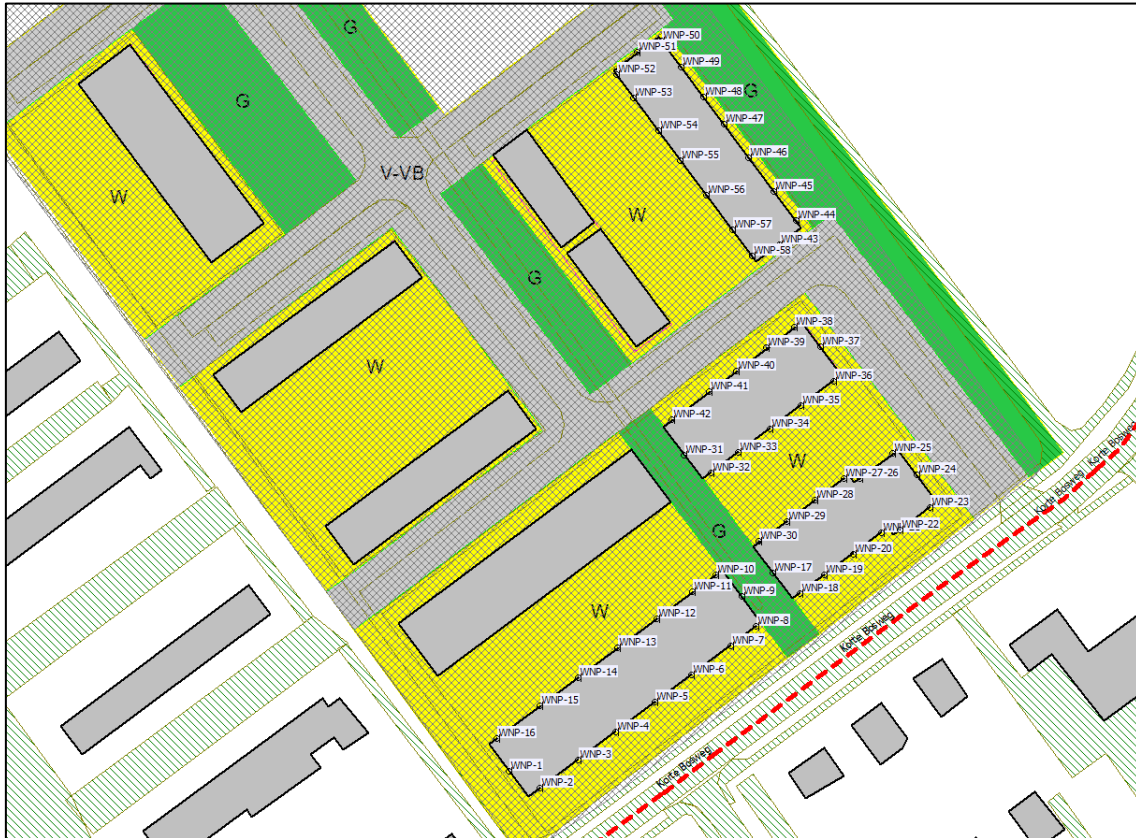 WNP-50
G
WNP-51
WNP-49
WNP-52
G
WNP-53
WNP-48
G
WNP-47
WNP-54
WNP-55
WNP-46
V-VB
W
WNP-56
WNP-45
W
WNP-44
WNP-57
WNP-43
WNP-58
G
WNP-38
WNP-37
WNP-39
W
WNP-40
WNP-36
WNP-41
WNP-35
WNP-42
WNP-34
Korte Bosweg
WNP-31
WNP-33
WNP-25
W
WNP-32
WNP-24
WNP-27-26
Korte Bosweg
WNP-28
WNP-23
WNP-29
WNP-22
G
WNP-30
WNP-20
WNP-10
WNP-17
WNP-19
WNP-11
WNP-9
WNP-18
W
WNP-12
WNP-8
Korte Bosweg
WNP-13
WNP-7
WNP-14
WNP-6
WNP-15
WNP-5
WNP-16
WNP-4
WNP-3
Korte Bosweg
WNP-1
WNP-2